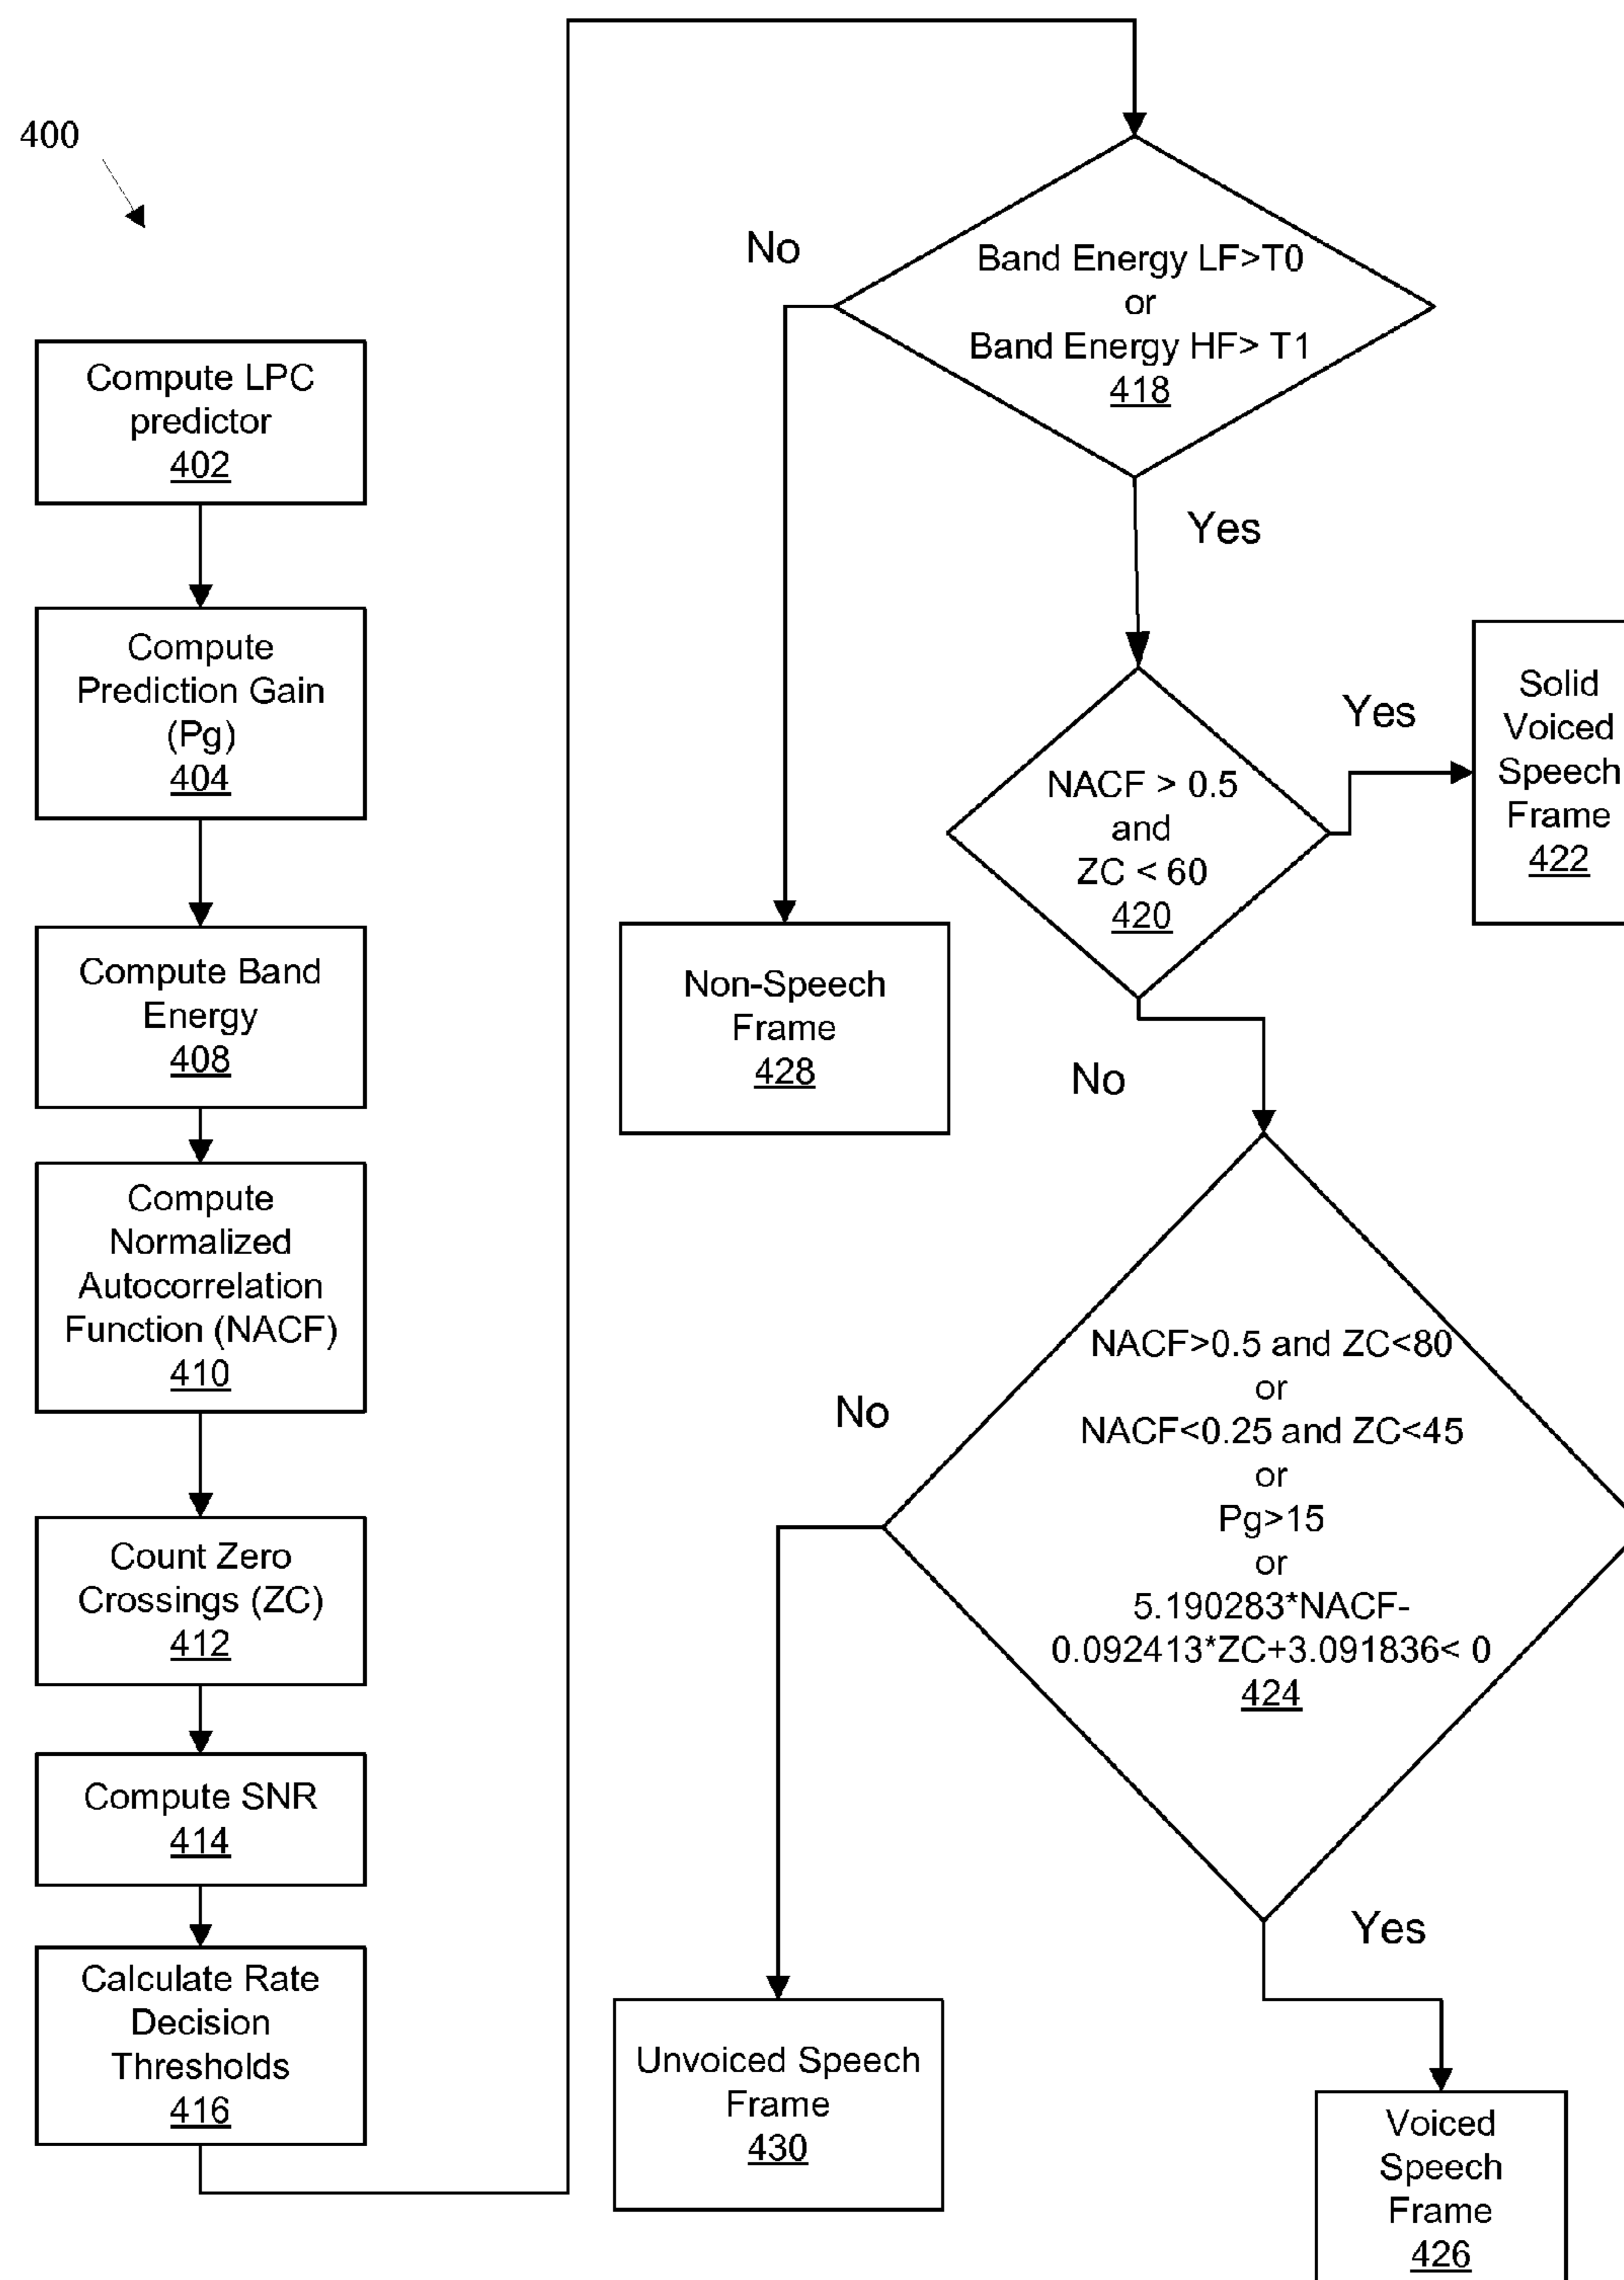 400
Compute LPC
predictor
402
Compute
Prediction Gain
(Pg)
404
Compute Band
Energy
408
Compute
Normalized
Autocorrelation
Function (NACF)
410
Count Zero
Crossings (ZC)
412
Compute SNR
414
Calculate Rate
Decision
Thresholds
416
Band Energy LF>T0
or
Band Energy HF> T1
418
No
Yes
NACF > 0.5
and
ZC < 60
420
Yes
Solid
Voiced
Speech
Frame
422
Non-Speech
Frame
428
No
NACF>0.5 and ZC<80
or
NACF<0.25 and ZC<45
or
Pg>15
or
5.190283*NACF-
0.092413*ZC+3.091836< 0
424
No
Yes
Unvoiced Speech
Frame
430
Voiced
Speech
Frame
426